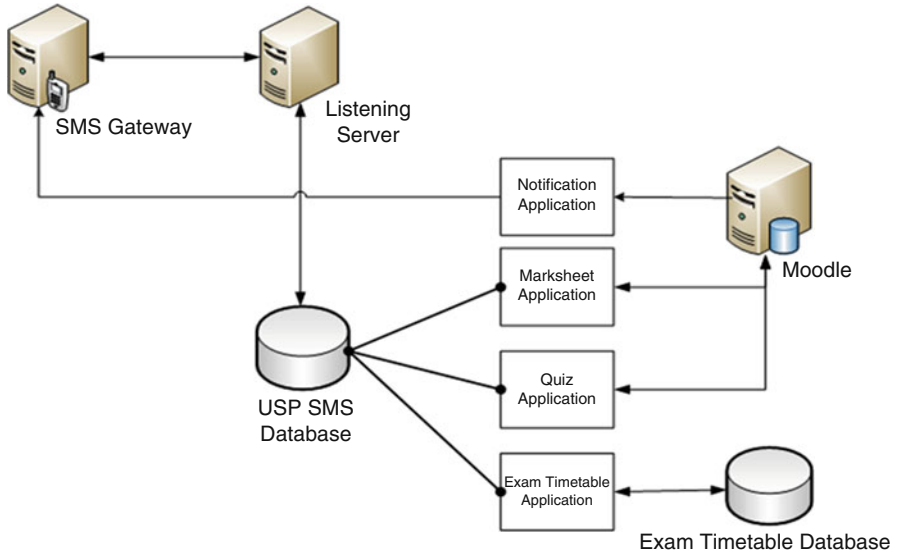 SMS Gateway
Listening
Server
Notification
Application
Moodle
Marksheet
Application
Quiz
Application
USP SMS
Database
Exam Timetable
Application
Exam Timetable Database